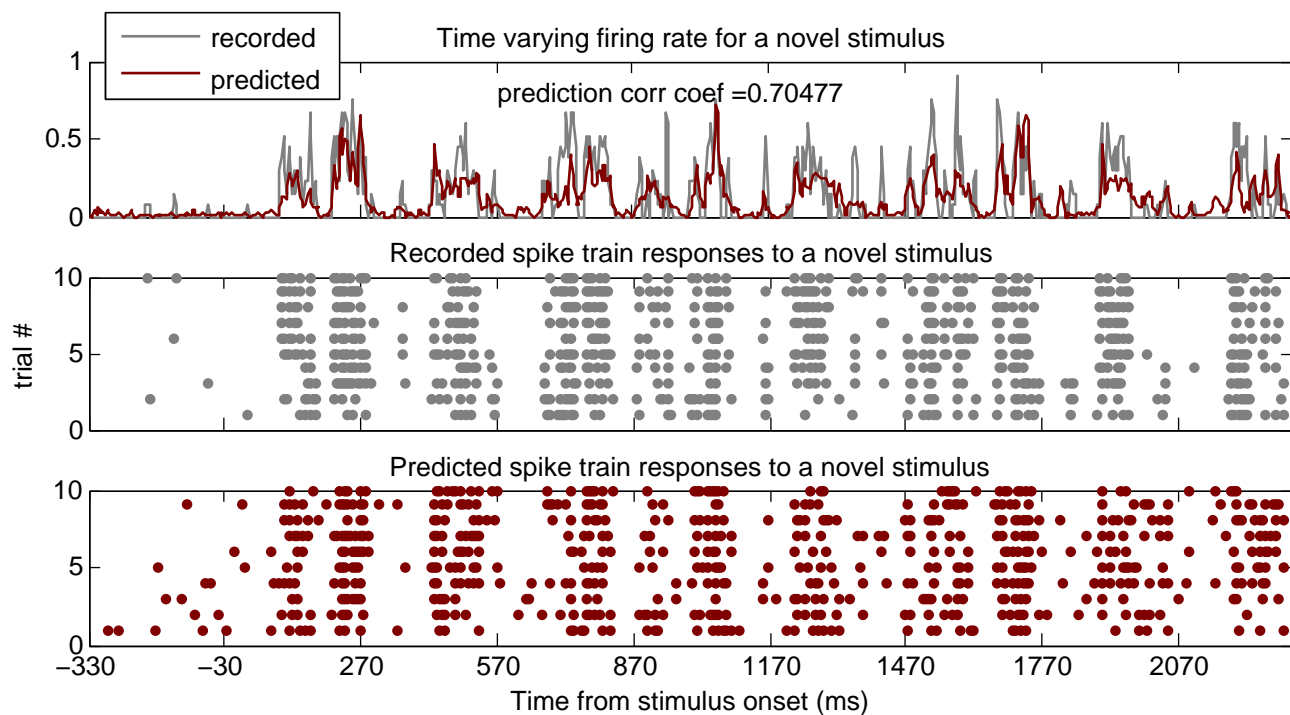 recorded
predicted
Time varying firing rate for a novel stimulus
prediction corr coef =0.70477
1
0.5
0
Recorded spike train responses to a novel stimulus
10
5
0
trial #
Predicted spike train responses to a novel stimulus
10
5
0
−330 −30 270 570 870 1170 1470 1770 2070
Time from stimulus onset (ms)